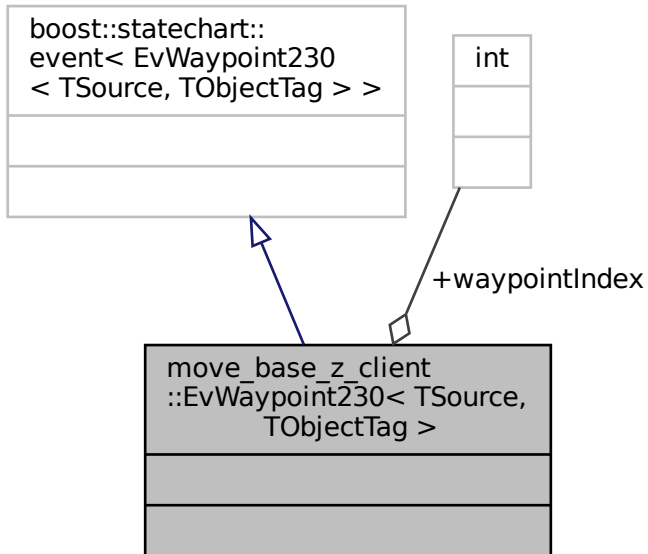 boost::statechart::
event< EvWaypoint230
< TSource, TObjectTag > >
int
+waypointIndex
move_base_z_client
::EvWaypoint230< TSource,
TObjectTag >